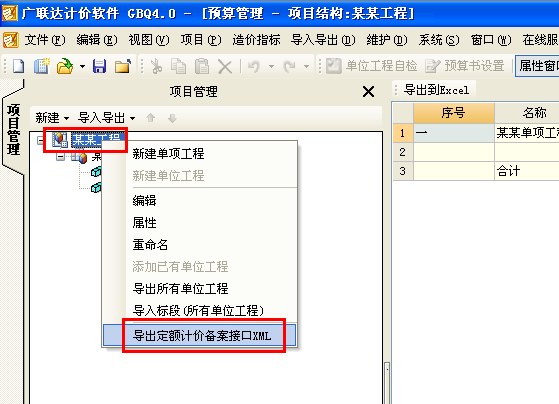 广联达计价软件 GBQ4.0 - [预算管理 - 项目结构:某某工程]
文件(F) 编辑(E) 视图(V) 项目(P) 造价指标 导入导出(D) 维护(D) 系统(S) 窗口(W) 在线服
单位工程自检 预算书设置 属性窗口
项目管理
项目管理
导出到Excel
新建 导入导出
序号 名称
某某工程
1 一 某某单项工程
2
3 合计
某
新建单项工程
新建单位工程
编辑
属性
重命名
添加已有单位工程
导出所有单位工程
导入标段(所有单位工程)
导出定额计价备案接口XML